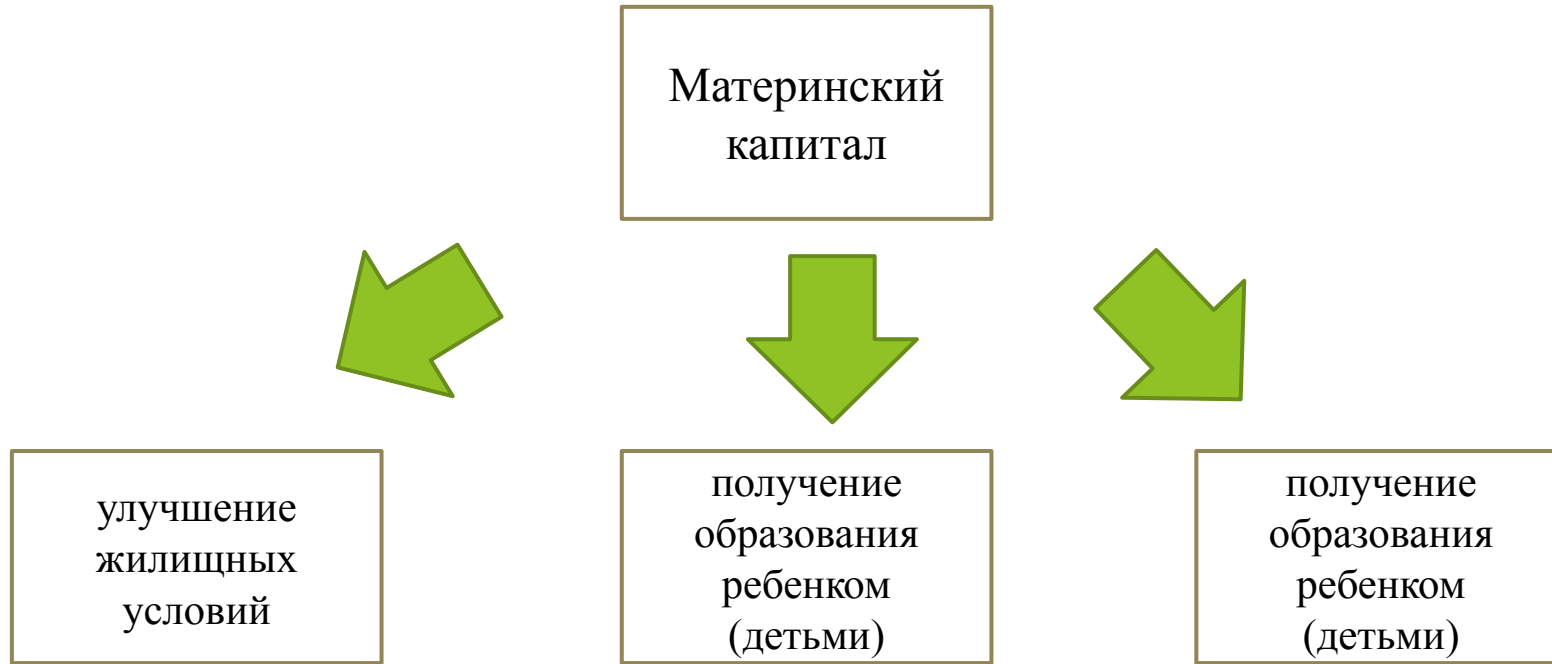 Материнский
капитал
улучшение
жилищных
условий
получение
образования
ребенком
(детьми)
получение
образования
ребенком
(детьми)